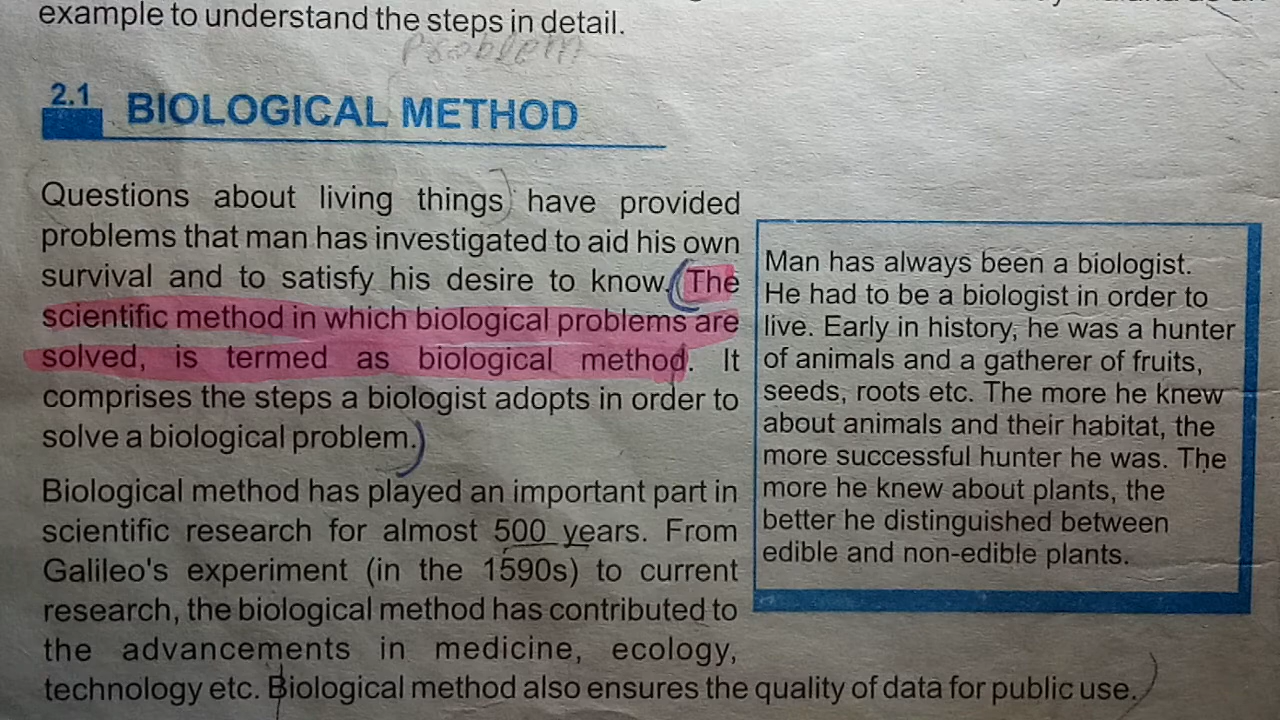 example to understand the steps in detail.
Problem
2.1 BIOLOGICAL METHOD
Questions about living things have provided
problems that man has investigated to aid his own
survival and to satisfy his desire to know. (The
scientific method in which biological problems are
solved, is termed as biological method. It
comprises the steps a biologist adopts in order to
solve a biological problem.)
Biological method has played an important part in
scientific research for almost 500 years. From
Galileo's experiment (in the 1590s) to current
research, the biological method has contributed to
the advancements in medicine, ecology,
technology etc. Biological method also ensures the quality of data for public use.
Man has always been a biologist.
He had to be a biologist in order to
live. Early in history, he was a hunter
of animals and a gatherer of fruits,
seeds, roots etc. The more he knew
about animals and their habitat, the
more successful hunter he was. The
more he knew about plants, the
better he distinguished between
edible and non-edible plants.